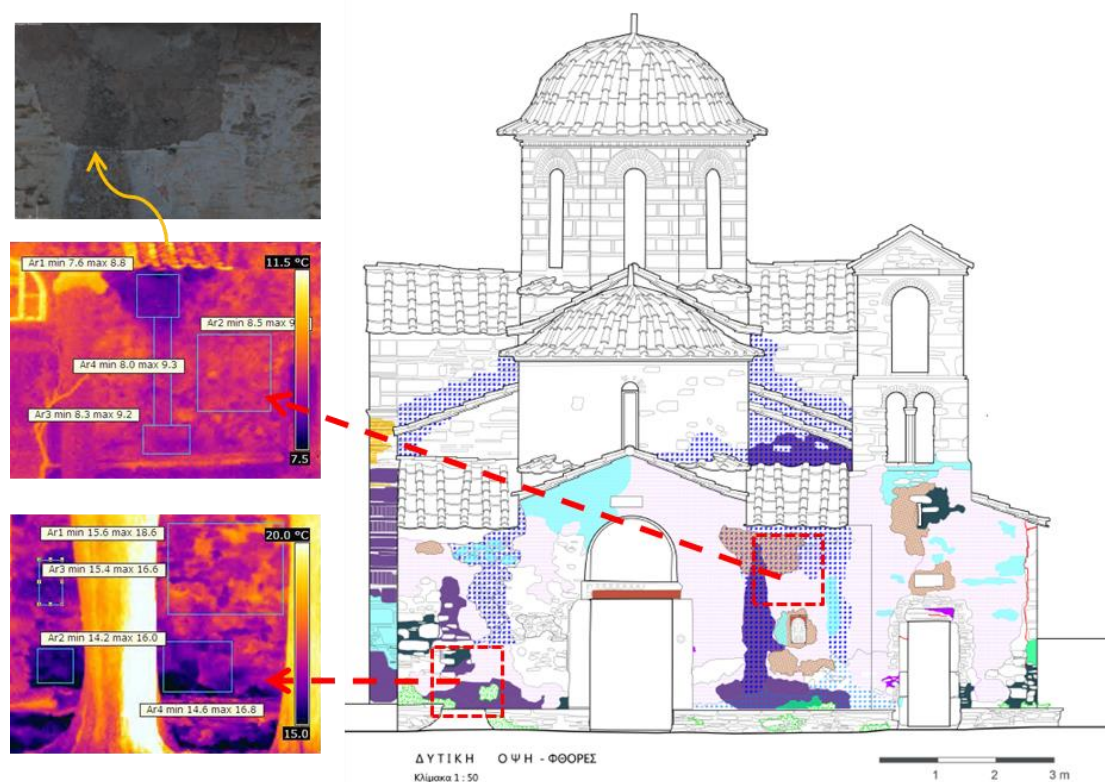 Ar1 min 7.6 max 8.8
11.5 °C
Ar2 min 8.5 max 9
Ar4 min 8.0 max 9.3
Ar3 min 8.3 max 9.2
7.5
Ar1 min 15.6 max 18.6
20.0 °C
Ar3 min 15.4 max 16.6
Ar2 min 14.2 max 16.0
Ar4 min 14.6 max 16.8
15.0
ΔΥΤΙΚΗ ΟΨΗ - ΦΘΟΡΕΣ
Κλίμακα 1 : 50
1 2 3 m